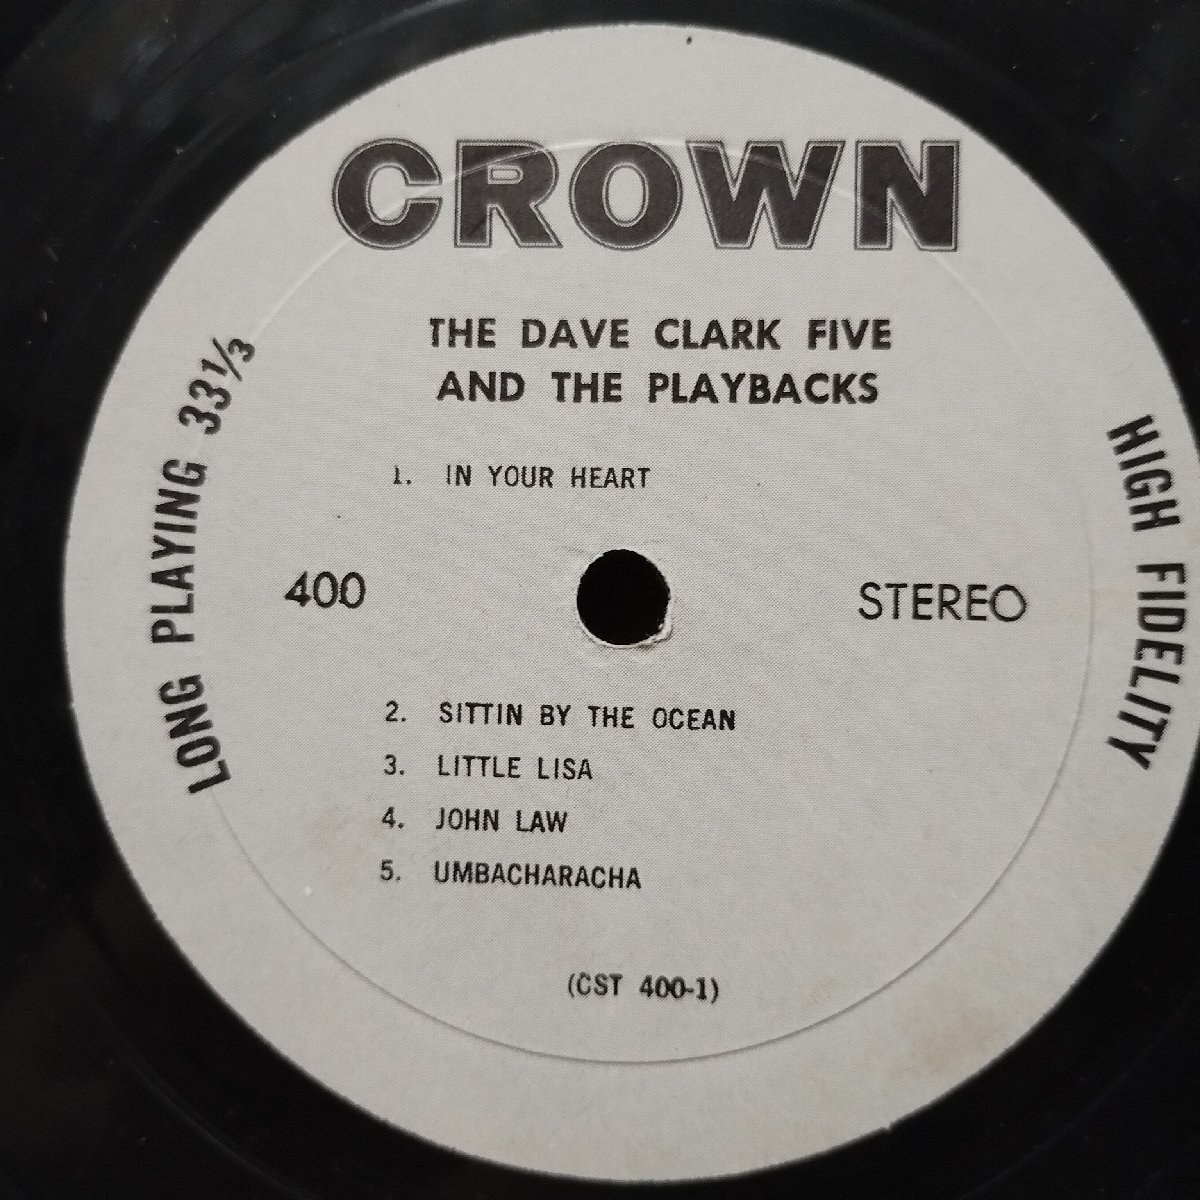 CROWN
THE DAVE CLARK FIVE
AND THE PLAYBACKS
LONG PLAYING 33⅓
HIGH FIDELITY
1. IN YOUR HEART
400
STEREO
2. SITTIN BY THE OCEAN
3. LITTLE LISA
4. JOHN LAW
5. UMBACHARACHA
(CST 400-1)